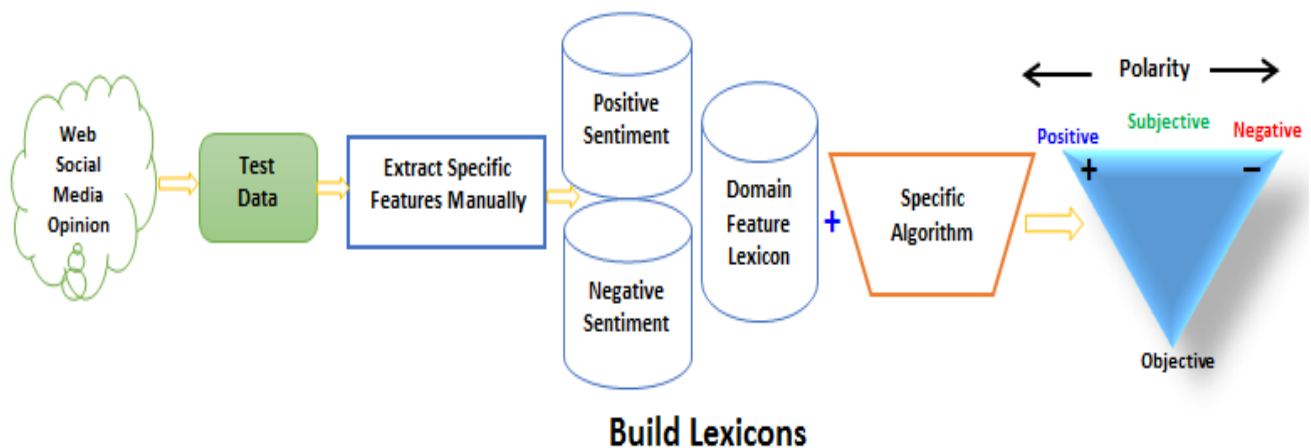 Web
Social
Media
Opinion
Test
Data
Extract Specific
Features Manually
Positive
Sentiment
Negative
Sentiment
Domain
Feature
Lexicon
+
Specific
Algorithm
Polarity
Positive
Subjective
Negative
+
−
Objective
Build Lexicons